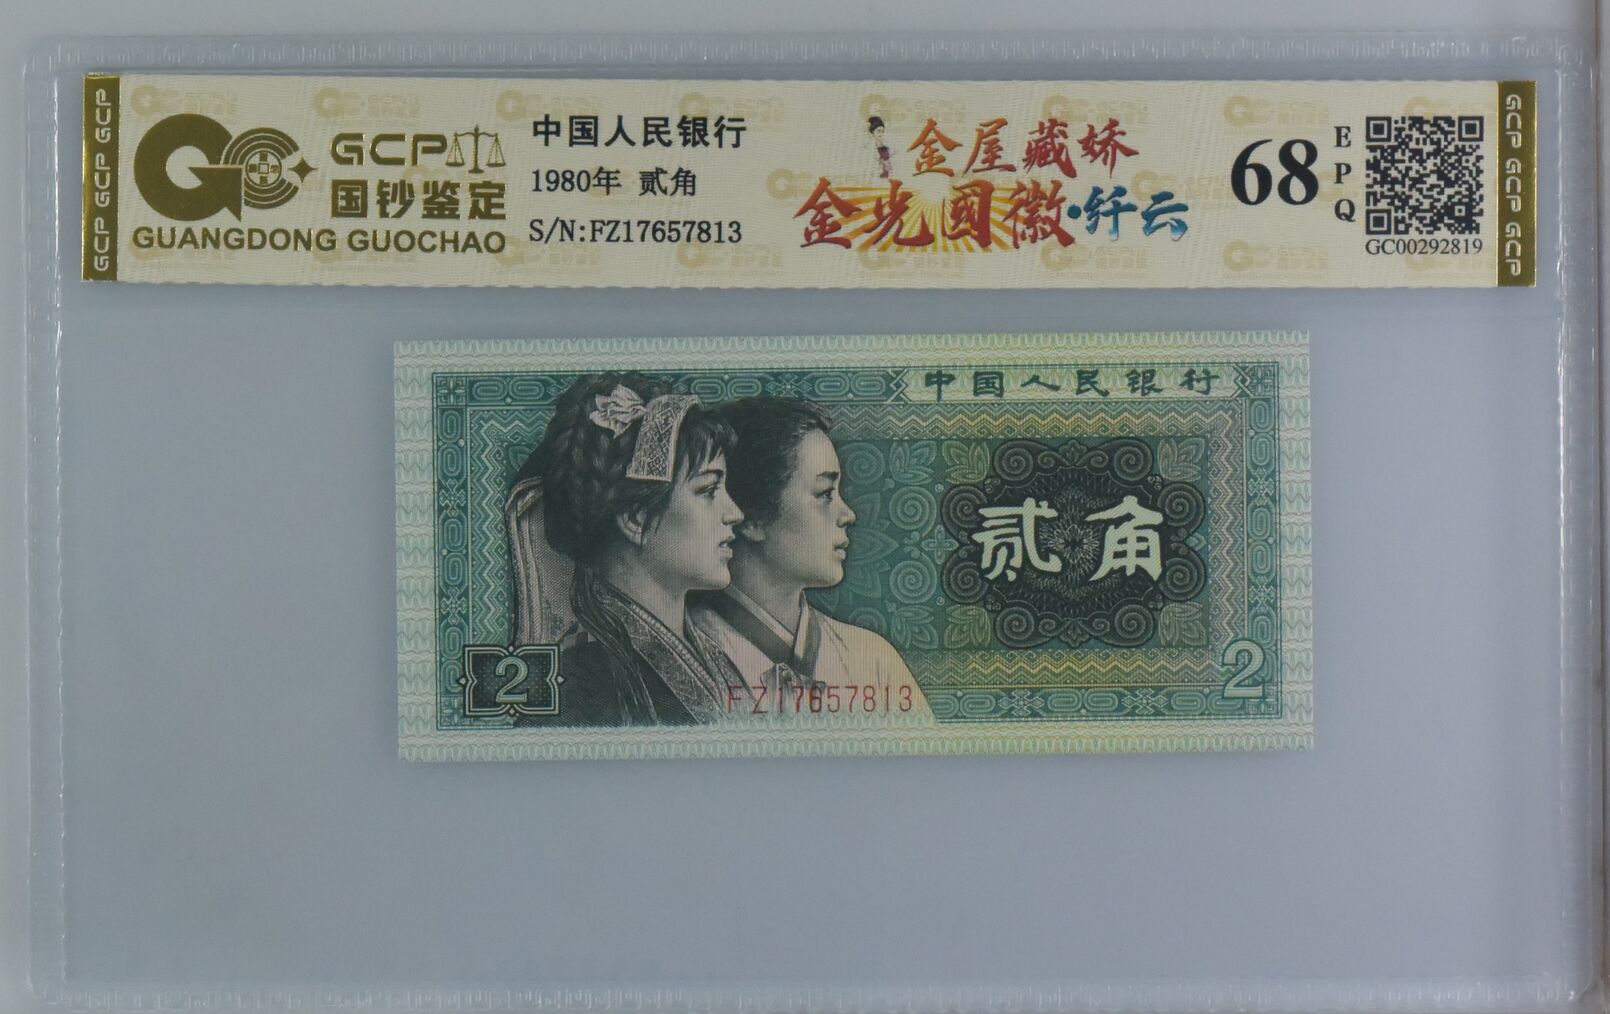 GCP GCP GCP
GCP
国钞鉴定
GUANGDONG GUOCHAO
中国人民银行
1980年 贰角
S/N:FZ17657813
金屋藏娇
金光國徽·纤云
68
EPQ
GC00292819
GCP GCP GCP
中国人民银行
贰角
2
2
FZ17657813